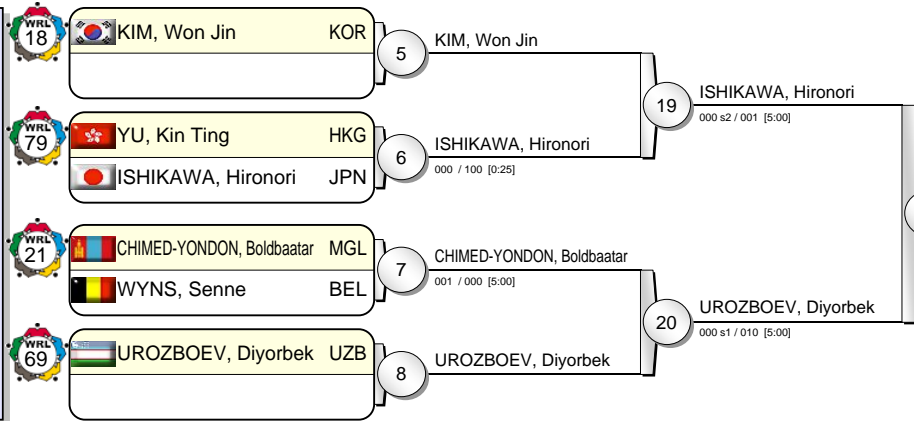 WRL
18
KIM, Won Jin KOR
5
KIM, Won Jin
19
ISHIKAWA, Hironori
000 s2 / 001 [5:00]
WRL
79
YU, Kin Ting HKG
ISHIKAWA, Hironori JPN
6
ISHIKAWA, Hironori
000 / 100 [0:25]
WRL
21
CHIMED-YONDON, Boldbaatar MGL
WYNS, Senne BEL
7
CHIMED-YONDON, Boldbaatar
001 / 000 [5:00]
20
UROZBOEV, Diyorbek
000 s1 / 010 [5:00]
WRL
69
UROZBOEV, Diyorbek UZB
8
UROZBOEV, Diyorbek